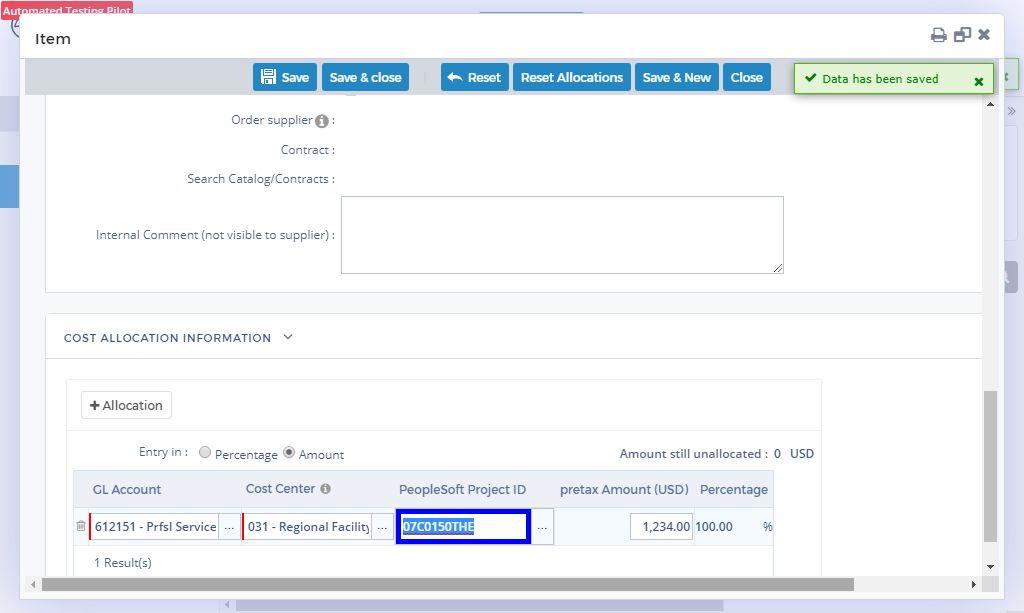 Automated Testing Pilot
Item
Save
Save & close
Reset
Reset Allocations
Save & New
Close
Data has been saved
Order supplier :
Contract :
Search Catalog/Contracts :
Internal Comment (not visible to supplier) :
COST ALLOCATION INFORMATION
+ Allocation
Entry in : Percentage Amount
Amount still unallocated : 0 USD
GL Account Cost Center PeopleSoft Project ID pretax Amount (USD) Percentage
612151 - Prfsl Service ... 031 - Regional Facility ... 07C0150THE ... 1,234.00 100.00 %
1 Result(s)